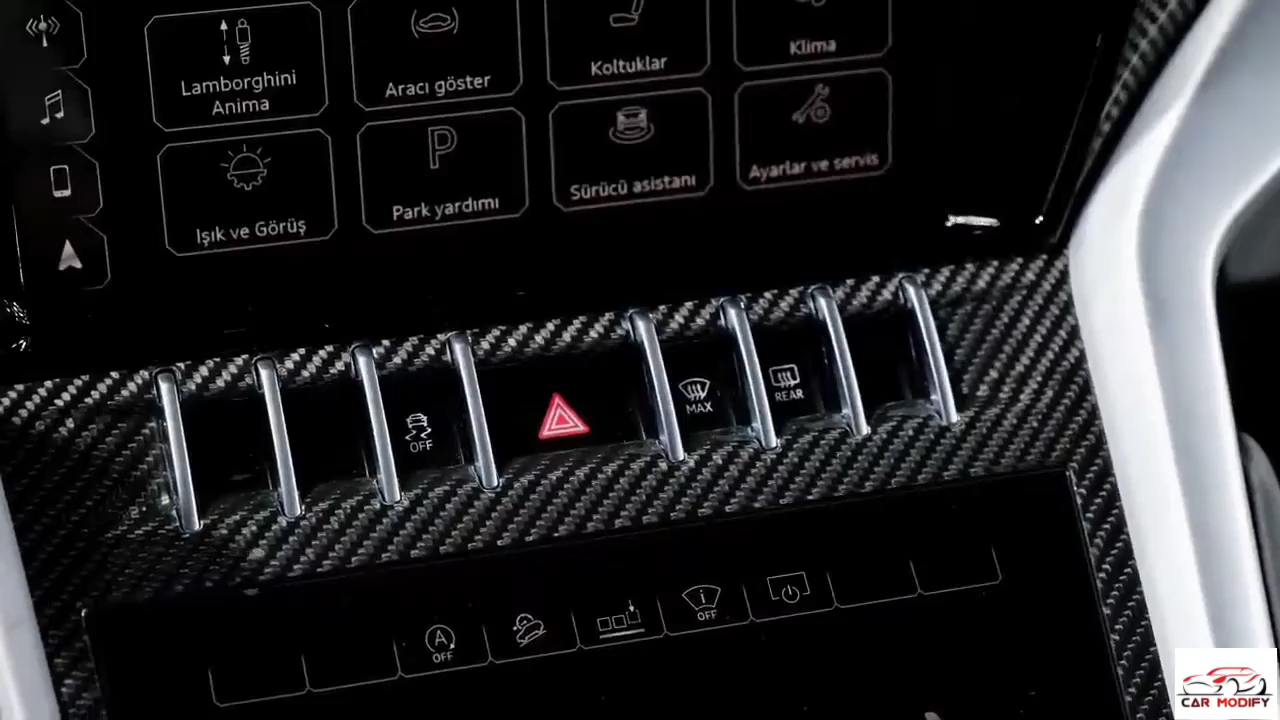 Lamborghini
Anima
Aracı göster
Koltuklar
Klima
Işık ve Görüş
P
Park yardımı
Sürücü asistanı
Ayarlar ve servis
OFF
MAX
REAR
A
OFF
i
OFF
CAR MODIFY